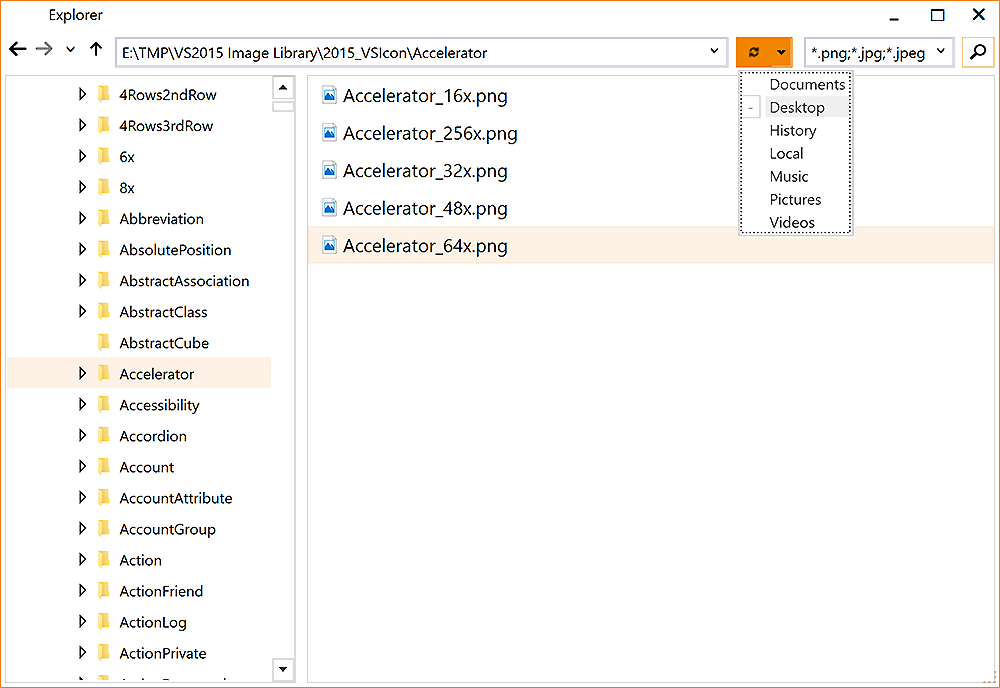 Explorer
E:\TMP\VS2015 Image Library\2015_VSIcon\Accelerator
*.png;*.jpg;*.jpeg
4Rows2ndRow
4Rows3rdRow
6x
8x
Abbreviation
AbsolutePosition
AbstractAssociation
AbstractClass
AbstractCube
Accelerator
Accessibility
Accordion
Account
AccountAttribute
AccountGroup
Action
ActionFriend
ActionLog
ActionPrivate
Accelerator_16x.png
Accelerator_256x.png
Accelerator_32x.png
Accelerator_48x.png
Accelerator_64x.png
Documents
Desktop
History
Local
Music
Pictures
Videos